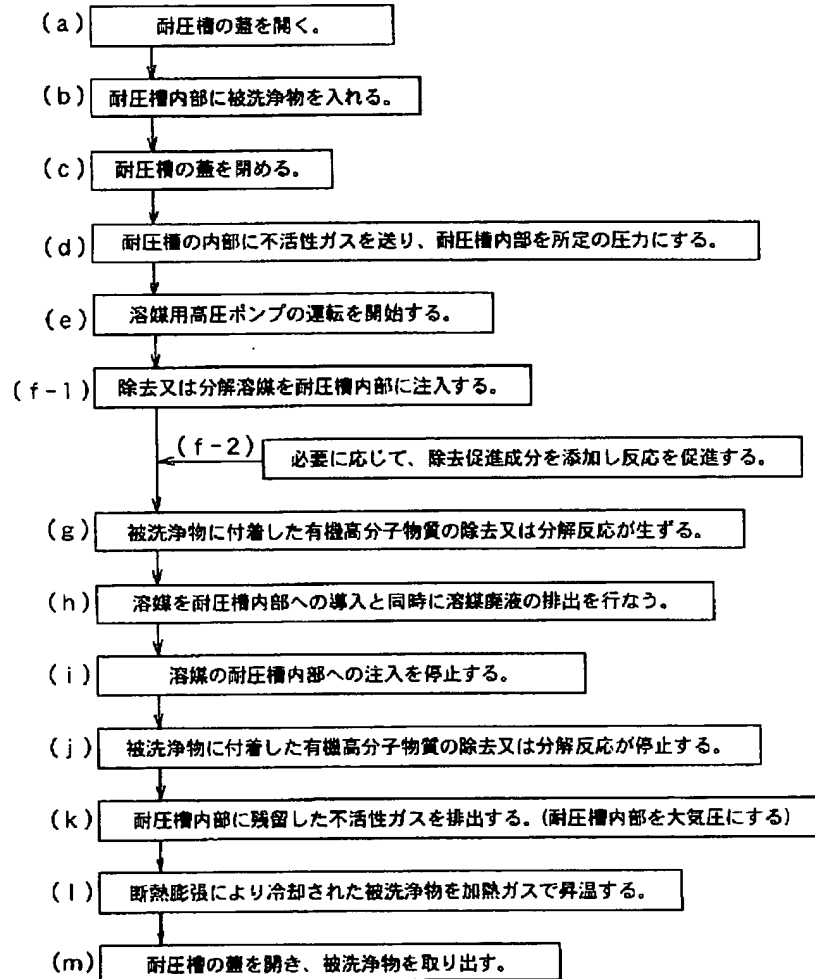 (a) 耐圧槽の蓋を開く。
(b) 耐圧槽内部に被洗浄物を入れる。
(c) 耐圧槽の蓋を閉める。
(d) 耐圧槽の内部に不活性ガスを送り、耐圧槽内部を所定の圧力にする。
(e) 溶媒用高圧ポンプの運転を開始する。
(f-1) 除去又は分解溶媒を耐圧槽内部に注入する。
(f-2) 必要に応じて、除去促進成分を添加し反応を促進する。
(g) 被洗浄物に付着した有機高分子物質の除去又は分解反応が生ずる。
(h) 溶媒を耐圧槽内部への導入と同時に溶媒廃液の排出を行なう。
(i) 溶媒の耐圧槽内部への注入を停止する。
(j) 被洗浄物に付着した有機高分子物質の除去又は分解反応が停止する。
(k) 耐圧槽内部に残留した不活性ガスを排出する。(耐圧槽内部を大気圧にする)
(l) 断熱膨張により冷却された被洗浄物を加熱ガスで昇温する。
(m) 耐圧槽の蓋を開き、被洗浄物を取り出す。